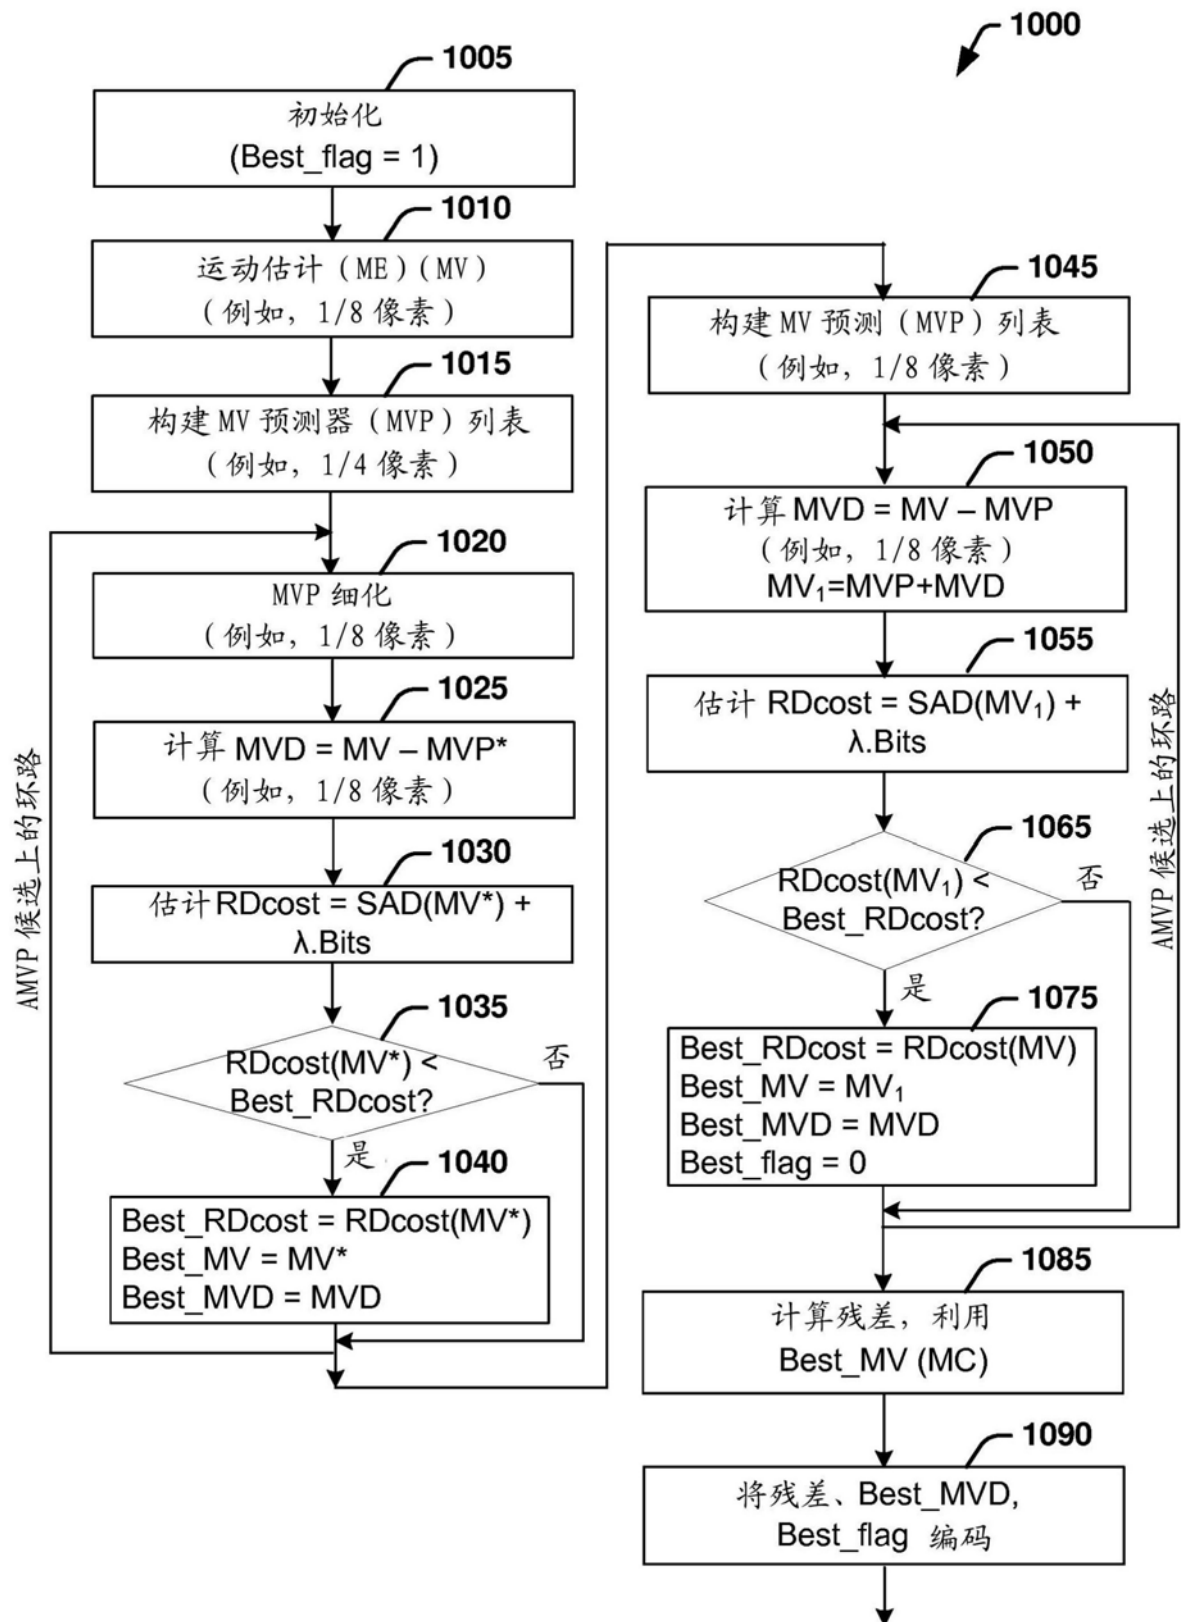 1000
1005
初始化
(Best_flag = 1)
1010
运动估计（ME）(MV)
（例如，1/8 像素）
1015
构建 MV 预测器（MVP）列表
（例如，1/4 像素）
1020
MVP 细化
（例如，1/8 像素）
1025
计算 MVD = MV – MVP*
（例如，1/8 像素）
1030
估计 RDcost = SAD(MV*) +
λ.Bits
1035
RDcost(MV*) <
Best_RDcost?
否
是
1040
Best_RDcost = RDcost(MV*)
Best_MV = MV*
Best_MVD = MVD
AMVP 候选上的环路
1045
构建 MV 预测（MVP）列表
（例如，1/8 像素）
1050
计算 MVD = MV – MVP
（例如，1/8 像素）
MV₁=MVP+MVD
1055
估计 RDcost = SAD(MV₁) +
λ.Bits
1065
RDcost(MV₁) <
Best_RDcost?
否
是
1075
Best_RDcost = RDcost(MV)
Best_MV = MV₁
Best_MVD = MVD
Best_flag = 0
AMVP 候选上的环路
1085
计算残差，利用
Best_MV (MC)
1090
将残差、Best_MVD,
Best_flag 编码